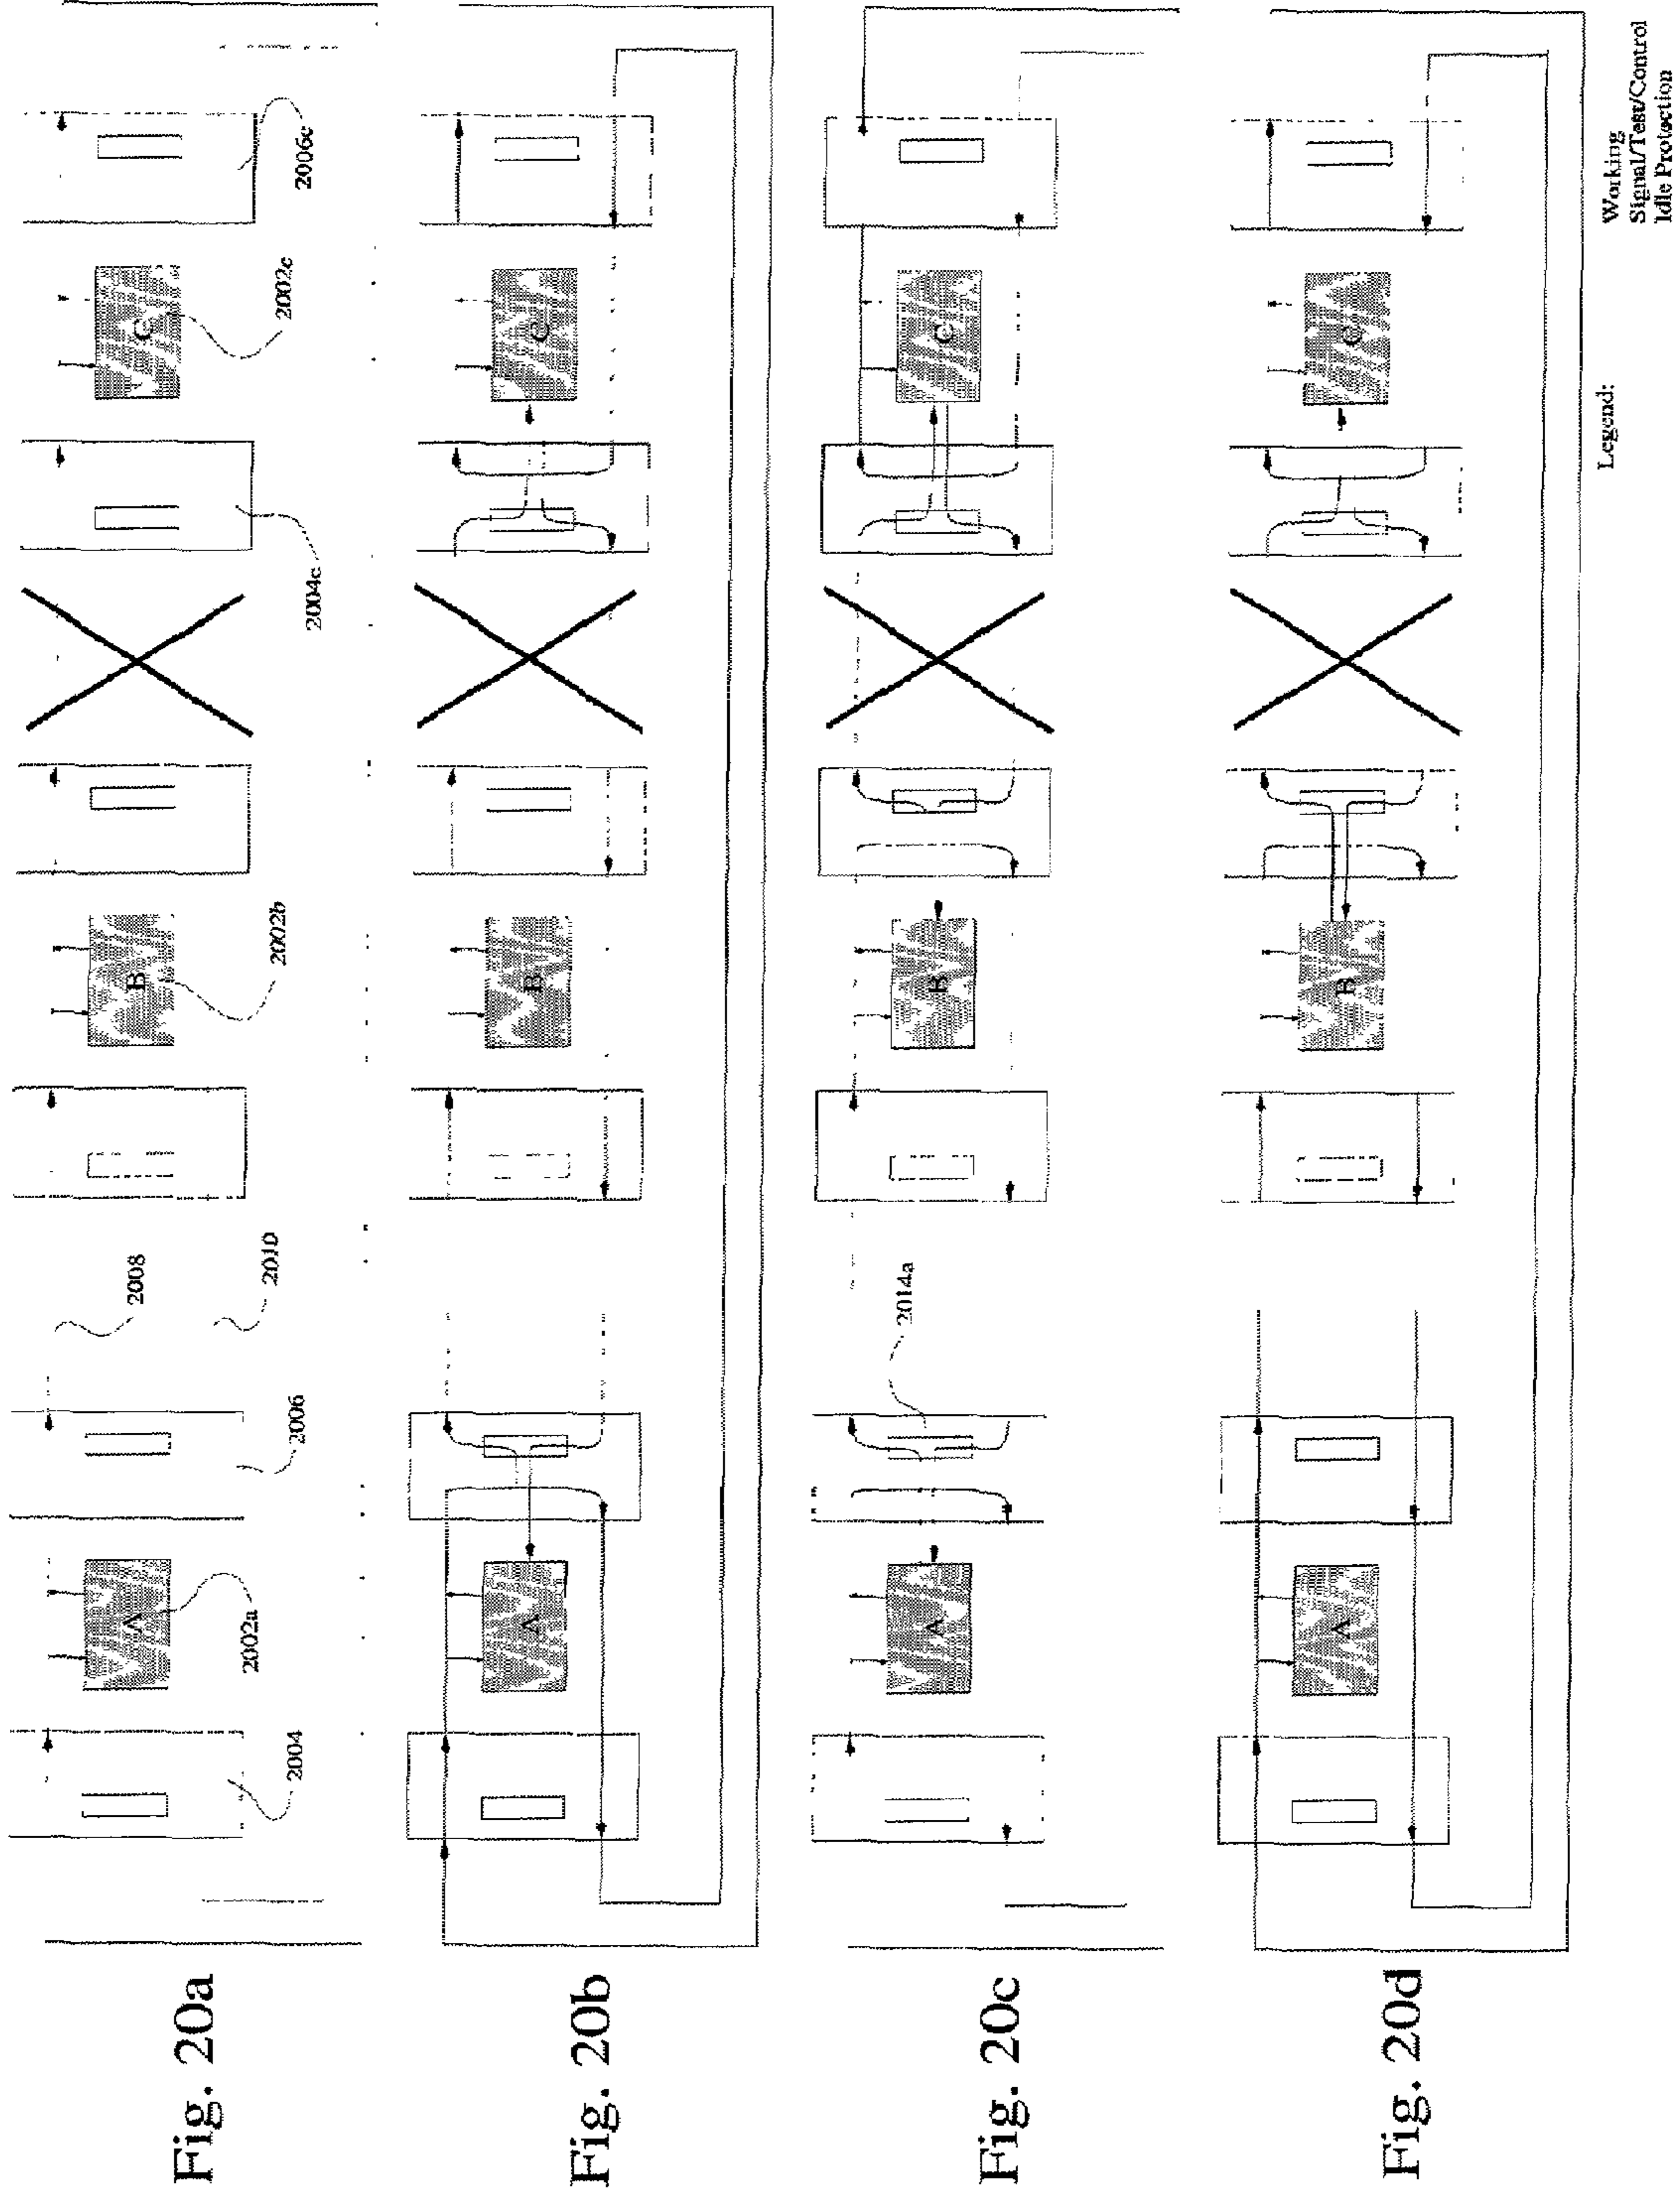 Fig. 20a
2004
2002a
A
2006
2008
2010
B
2002b
2004c
C
2002c
2006c
Fig. 20b
A
B
C
Fig. 20c
A
2014a
B
C
Fig. 20d
A
B
C
Legend:
Working
Signal/Test/Control
Idle Protection